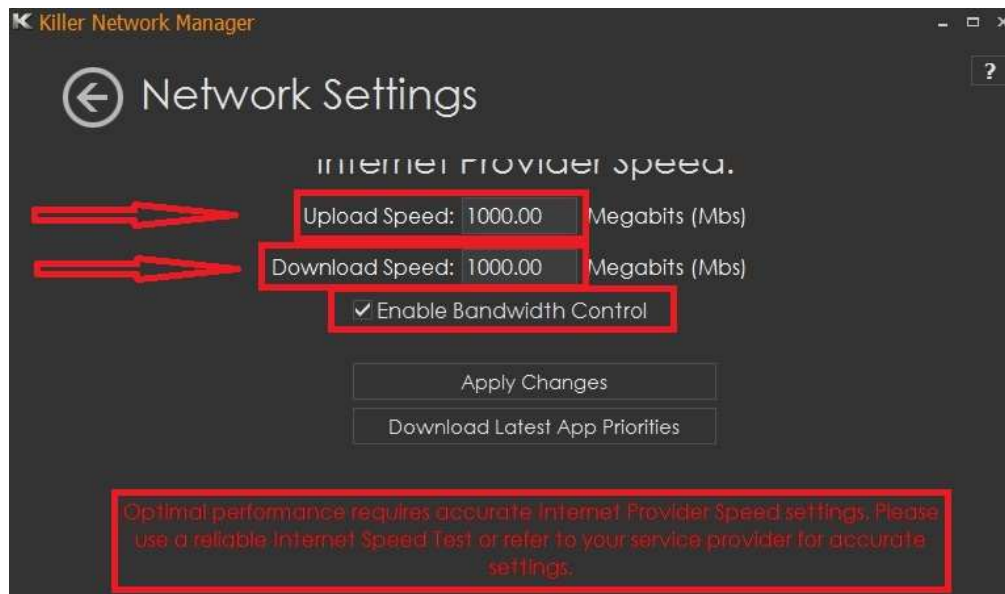 Killer Network Manager
?
Network Settings
Internet Provider Speed.
Upload Speed: 1000.00 Megabits (Mbs)
Download Speed: 1000.00 Megabits (Mbs)
Enable Bandwidth Control
Apply Changes
Download Latest App Priorities
Optimal performance requires accurate Internet Provider Speed settings. Please
use a reliable Internet Speed Test or refer to your service provider for accurate
settings.